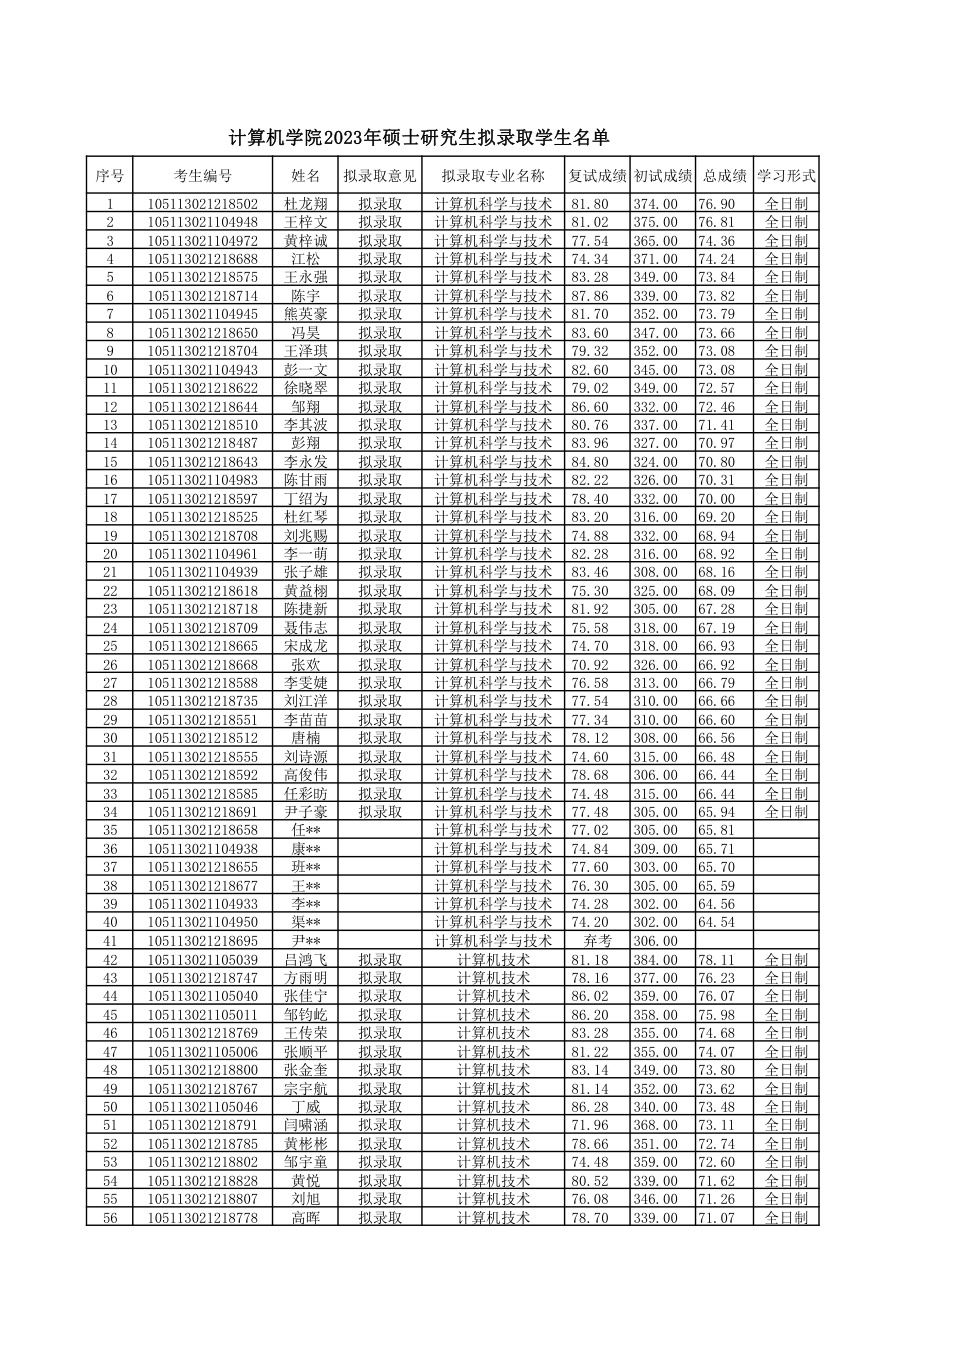 计算机学院2023年硕士研究生拟录取学生名单
序号 考生编号 姓名 拟录取意见 拟录取专业名称 复试成绩 初试成绩 总成绩 学习形式
1 105113021218502 杜龙翔 拟录取 计算机科学与技术 81.80 374.00 76.90 全日制
2 105113021104948 王梓文 拟录取 计算机科学与技术 81.02 375.00 76.81 全日制
3 105113021104972 黄梓诚 拟录取 计算机科学与技术 77.54 365.00 74.36 全日制
4 105113021218688 江松 拟录取 计算机科学与技术 74.34 371.00 74.24 全日制
5 105113021218575 王永强 拟录取 计算机科学与技术 83.28 349.00 73.84 全日制
6 105113021218714 陈宇 拟录取 计算机科学与技术 87.86 339.00 73.82 全日制
7 105113021104945 熊英豪 拟录取 计算机科学与技术 81.70 352.00 73.79 全日制
8 105113021218650 冯昊 拟录取 计算机科学与技术 83.60 347.00 73.66 全日制
9 105113021218704 王泽琪 拟录取 计算机科学与技术 79.32 352.00 73.08 全日制
10 105113021104943 彭一文 拟录取 计算机科学与技术 82.60 345.00 73.08 全日制
11 105113021218622 徐晓翠 拟录取 计算机科学与技术 79.02 349.00 72.57 全日制
12 105113021218644 邹翔 拟录取 计算机科学与技术 86.60 332.00 72.46 全日制
13 105113021218510 李其波 拟录取 计算机科学与技术 80.76 337.00 71.41 全日制
14 105113021218487 彭翔 拟录取 计算机科学与技术 83.96 327.00 70.97 全日制
15 105113021218643 李永发 拟录取 计算机科学与技术 84.80 324.00 70.80 全日制
16 105113021104983 陈甘雨 拟录取 计算机科学与技术 82.22 326.00 70.31 全日制
17 105113021218597 丁绍为 拟录取 计算机科学与技术 78.40 332.00 70.00 全日制
18 105113021218525 杜红琴 拟录取 计算机科学与技术 83.20 316.00 69.20 全日制
19 105113021218708 刘兆赐 拟录取 计算机科学与技术 74.88 332.00 68.94 全日制
20 105113021104961 李一萌 拟录取 计算机科学与技术 82.28 316.00 68.92 全日制
21 105113021104939 张子雄 拟录取 计算机科学与技术 83.46 308.00 68.16 全日制
22 105113021218618 黄益栩 拟录取 计算机科学与技术 75.30 325.00 68.09 全日制
23 105113021218718 陈捷新 拟录取 计算机科学与技术 81.92 305.00 67.28 全日制
24 105113021218709 聂伟志 拟录取 计算机科学与技术 75.58 318.00 67.19 全日制
25 105113021218665 宋成龙 拟录取 计算机科学与技术 74.70 318.00 66.93 全日制
26 105113021218668 张欢 拟录取 计算机科学与技术 70.92 326.00 66.92 全日制
27 105113021218588 李雯婕 拟录取 计算机科学与技术 76.58 313.00 66.79 全日制
28 105113021218735 刘江洋 拟录取 计算机科学与技术 77.54 310.00 66.66 全日制
29 105113021218551 李苗苗 拟录取 计算机科学与技术 77.34 310.00 66.60 全日制
30 105113021218512 唐楠 拟录取 计算机科学与技术 78.12 308.00 66.56 全日制
31 105113021218555 刘诗源 拟录取 计算机科学与技术 74.60 315.00 66.48 全日制
32 105113021218592 高俊伟 拟录取 计算机科学与技术 78.68 306.00 66.44 全日制
33 105113021218585 任彩昉 拟录取 计算机科学与技术 74.48 315.00 66.44 全日制
34 105113021218691 尹子豪 拟录取 计算机科学与技术 77.48 305.00 65.94 全日制
35 105113021218658 任** 计算机科学与技术 77.02 305.00 65.81
36 105113021104938 康** 计算机科学与技术 74.84 309.00 65.71
37 105113021218655 班** 计算机科学与技术 77.60 303.00 65.70
38 105113021218677 王** 计算机科学与技术 76.30 305.00 65.59
39 105113021104933 李** 计算机科学与技术 74.28 302.00 64.56
40 105113021104950 渠** 计算机科学与技术 74.20 302.00 64.54
41 105113021218695 尹** 计算机科学与技术 弃考 306.00
42 105113021105039 吕鸿飞 拟录取 计算机技术 81.18 384.00 78.11 全日制
43 105113021218747 方雨明 拟录取 计算机技术 78.16 377.00 76.23 全日制
44 105113021105040 张佳宁 拟录取 计算机技术 86.02 359.00 76.07 全日制
45 105113021105011 邹钧屹 拟录取 计算机技术 86.20 358.00 75.98 全日制
46 105113021218769 王传荣 拟录取 计算机技术 83.28 355.00 74.68 全日制
47 105113021105006 张顺平 拟录取 计算机技术 81.22 355.00 74.07 全日制
48 105113021218800 张金奎 拟录取 计算机技术 83.14 349.00 73.80 全日制
49 105113021218767 宗宇航 拟录取 计算机技术 81.14 352.00 73.62 全日制
50 105113021105046 丁威 拟录取 计算机技术 86.28 340.00 73.48 全日制
51 105113021218791 闫啸涵 拟录取 计算机技术 71.96 368.00 73.11 全日制
52 105113021218785 黄彬彬 拟录取 计算机技术 78.66 351.00 72.74 全日制
53 105113021218802 邹宇童 拟录取 计算机技术 74.48 359.00 72.60 全日制
54 105113021218828 黄悦 拟录取 计算机技术 80.52 339.00 71.62 全日制
55 105113021218807 刘旭 拟录取 计算机技术 76.08 346.00 71.26 全日制
56 105113021218778 高晖 拟录取 计算机技术 78.70 339.00 71.07 全日制